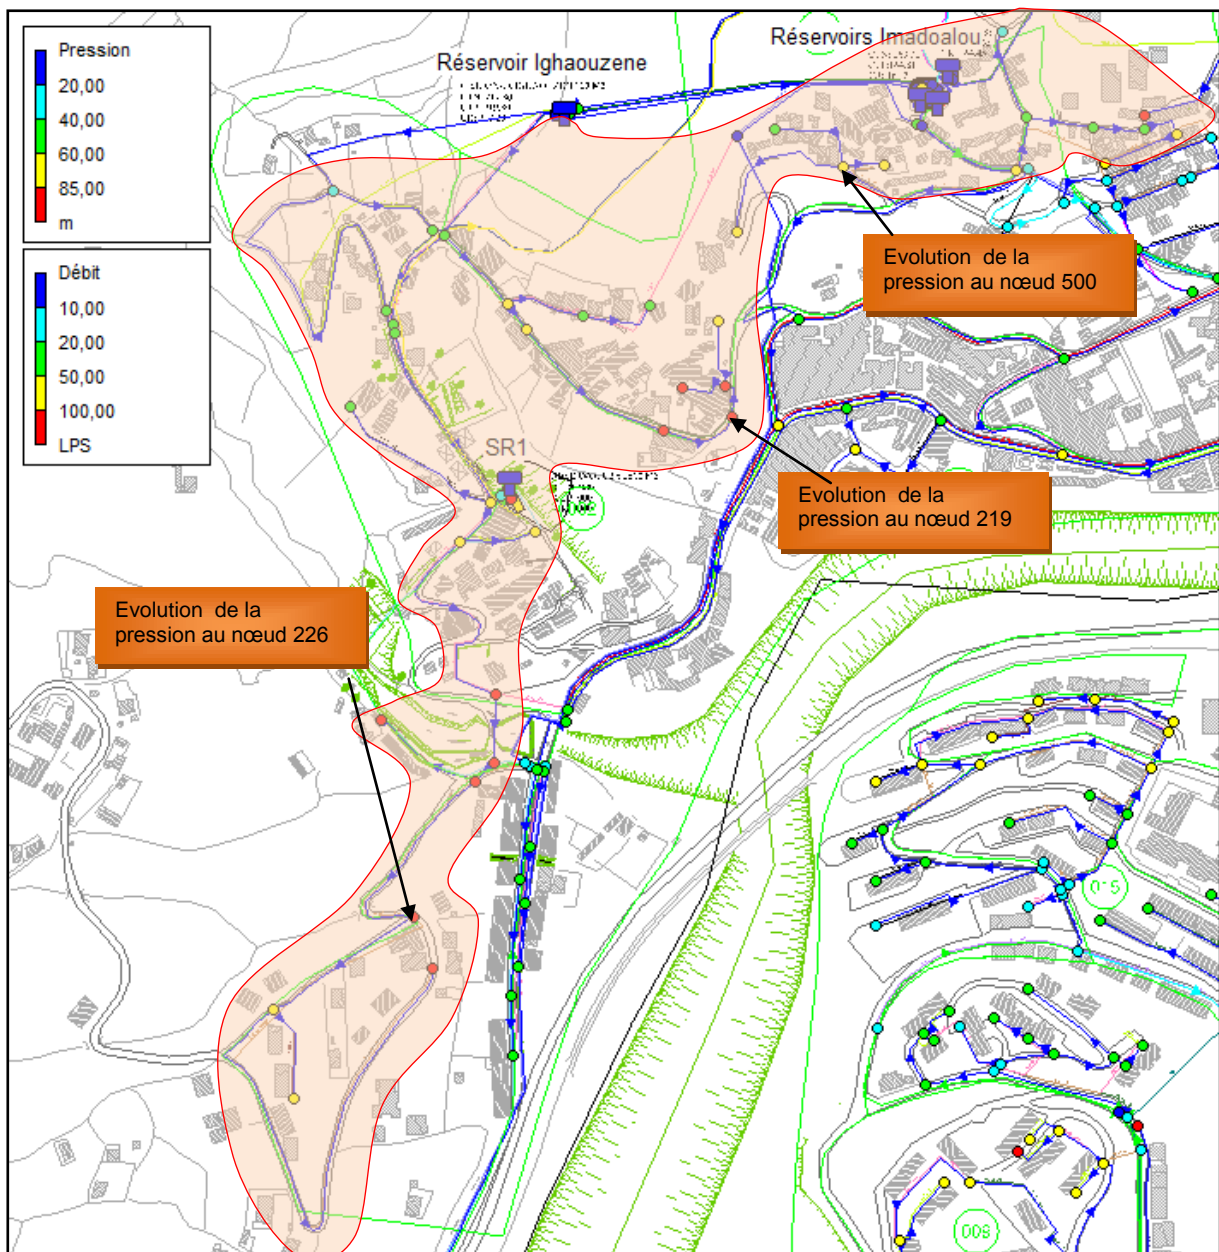 Pression
20,00
40,00
60,00
85,00
m
Débit
10,00
20,00
50,00
100,00
LPS
Réservoir Ighaouzene
Réservoirs Imadoalou
Evolution de la
pression au nœud 500
SR1
Evolution de la
pression au nœud 219
Evolution de la
pression au nœud 226
015
009